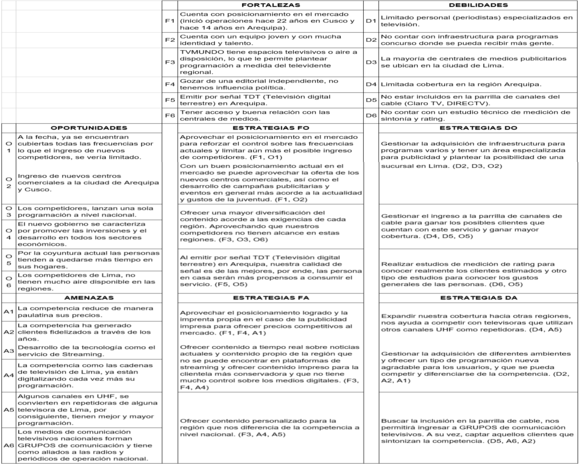 FORTALEZAS
DEBILIDADES
F1
Cuenta con posicionamiento en el mercado
(inició operaciones hace 22 años en Cusco y
hace 14 años en Arequipa).
D1
Limitado personal (periodistas) especializados en
televisión.
F2
Cuenta con un equipo joven y con mucha
identidad y talento.
D2
No contar con infraestructura para programas
concurso donde se pueda recibir más gente.
F3
TVMUNDO tiene espacios televisivos o aire a
disposición, lo que le permite plantear
programación a medida del televidente
regional.
D3
La mayoría de centrales de medios publicitarios
se ubican en la ciudad de Lima.
F4
Gozar de una editorial independiente, no
tenemos influencia política.
D4
Limitada cobertura en la región Arequipa.
F5
Emitir por señal TDT (Televisión digital
terrestre) en Arequipa.
D5
No estar incluidos en la parrilla de canales del
cable (Claro TV, DIRECTV).
F6
Tener acceso y buena relación con las
centrales de medios.
D6
No contar con un estudio técnico de medición de
sintonía y rating.
OPORTUNIDADES
ESTRATEGIAS FO
ESTRATEGIAS DO
O
1
A la fecha, ya se encuentran
cubiertas todas las frecuencias por
lo que el ingreso de nuevos
competidores, se vería limitado.
Aprovechar el posicionamiento en el mercado
para reforzar el control sobre las frecuencias
actuales y limitar aún más el posible ingreso
de competidores. (F1, O1)
Gestionar la adquisición de infraestructura para
programas varios y tener un área especializada
para publicidad y plantear la posibilidad de una
sucursal en Lima. (D2, D3, O2)
O
2
Ingreso de nuevos centros
comerciales a la ciudad de Arequipa
y Cusco.
Con un buen posicionamiento actual en el
mercado se puede aprovechar la oferta de los
nuevos centros comerciales, así como el
desarrollo de campañas publicitarias y
eventos en general más acorde a la actualidad
y gustos de la juventud. (F1, O2)
O
3
Los competidores, lanzan una sola
programación a nivel nacional.
Ofrecer una mayor diversificación del
contenido acorde a las exigencias de cada
región. Aprovechando que nuestros
competidores no tienen alcance en estas
regiones. (F3, O3, O6)
Gestionar el ingreso a la parrilla de canales de
cable para ganar los posibles clientes que
cuentan con este servicio y ganar mayor
cobertura. (D4, D5, O5)
O
4
El nuevo gobierno se caracteriza
por promover las inversiones y el
desarrollo en todos los sectores
económicos.
O
5
Por la coyuntura actual las personas
tienden a quedarse más tiempo en
sus hogares.
Al emitir por señal TDT (Televisión digital
terrestre) en Arequipa, nuestra calidad de
señal es de las mejores, por ende, las persona
en casa serán más propensos a consumir el
servicio. (F5, O5)
Realizar estudios de medición de rating para
conocer realmente los clientes estimados y otro
tipo de estudios para conocer los gustos
generales de las personas. (D6, O5)
O
6
Los competidores de Lima, no
tienen mucho aire disponible en las
regiones.
AMENAZAS
ESTRATEGIAS FA
ESTRATEGIAS DA
A1
La competencia reduce de manera
paulatina sus precios.
Aprovechar el posicionamiento logrado y la
imprenta propia en el caso de la publicidad
impresa para ofrecer precios competitivos al
mercado. (F1, F4, A1)
Expandir nuestra cobertura hacia otras regiones,
nos ayuda a competir con televisoras que utilizan
otros canales UHF como repetidoras. (D4, A5)
A2
La competencia ha generado
clientes fidelizados a través de los
años.
A3
Desarrollo de la tecnología como el
servicio de Streaming.
Ofrecer contenido a tiempo real sobre noticias
actuales y contenido propio de la región que
no se puede encontrar en plataformas de
streaming y ofrecer contenido impreso para la
clientela más conservadora y que no tiene
mucho control sobre los medios digitales. (F3,
F4, A4)
Gestionar la adquisición de diferentes ambientes
y ofrecer un tipo de programación nueva
agradable para los usuarios, y que se pueda
competir y diferenciarse de la competencia. (D2,
A2, A1)
A4
La competencia como las cadenas
de televisión de Lima, ya están
digitalizando cada vez más su
programación.
A5
Algunos canales en UHF, se
convierten en repetidoras de alguna
televisora de Lima, por
consiguiente, tienen mejor y mayor
programación.
Ofrecer contenido personalizado para la
región que nos diferencia de la competencia a
nivel nacional. (F3, A4, A5)
Buscar la inclusión en la parrilla de cable, nos
permitirá ingresar a GRUPOS de comunicación
televisivos. A su vez, captar aquellos clientes que
sintonizan la competencia. (D5, A6, A2)
A6
Los medios de comunicación
televisivos nacionales forman
GRUPOS de comunicación y tiene
como aliados a las radios y
periódicos de operación nacional.